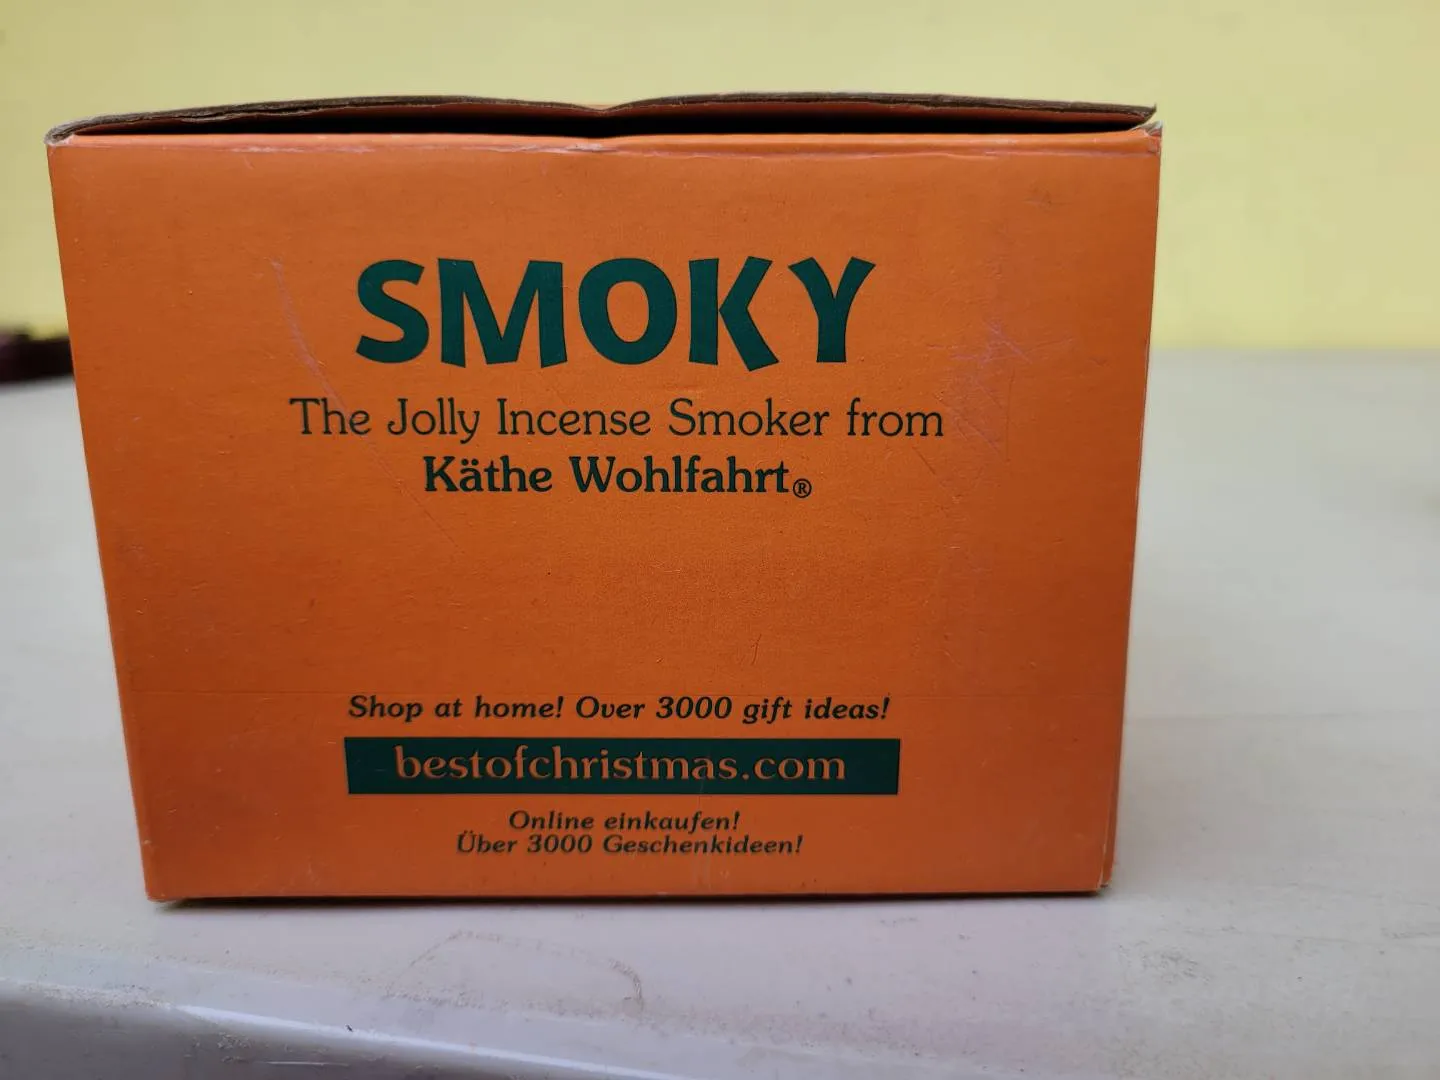 SMOKY
The Jolly Incense Smoker from
Käthe Wohlfahrt®
Shop at home! Over 3000 gift ideas!
bestofchristmas.com
Online einkaufen!
Über 3000 Geschenkideen!